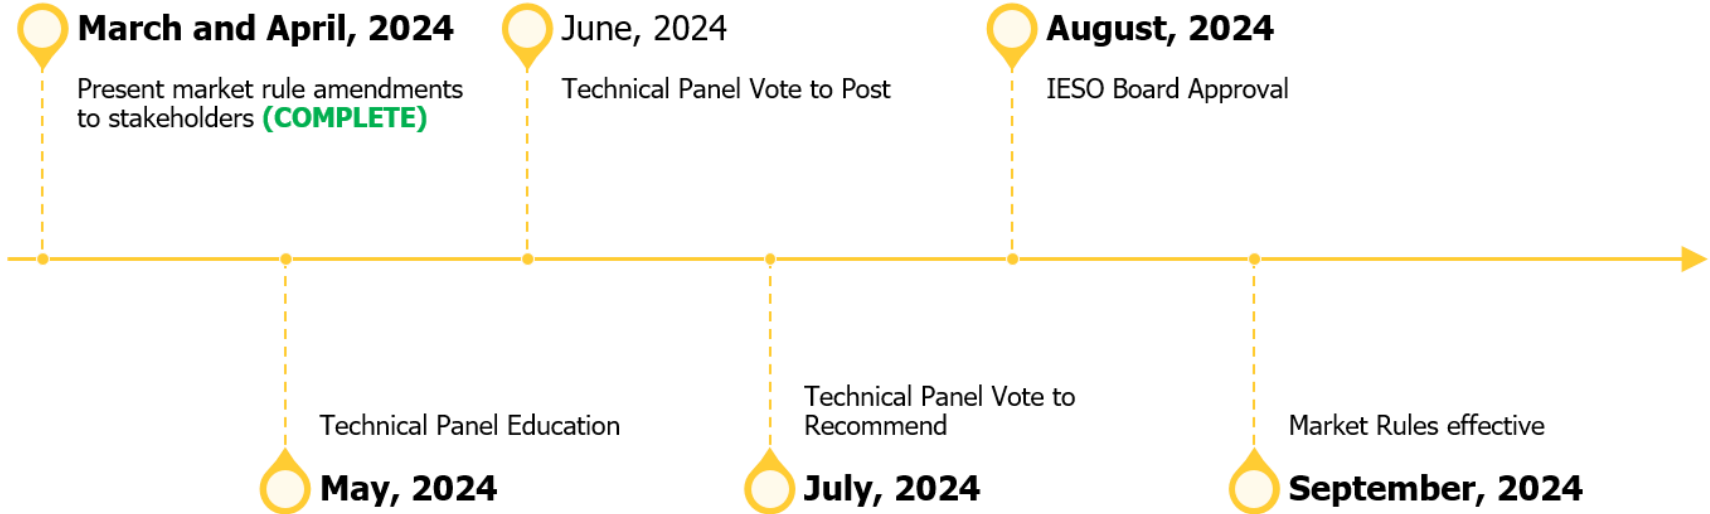 March and April, 2024
Present market rule amendments
to stakeholders (COMPLETE)
June, 2024
Technical Panel Vote to Post
August, 2024
IESO Board Approval
Technical Panel Education
May, 2024
Technical Panel Vote to
Recommend
July, 2024
Market Rules effective
September, 2024